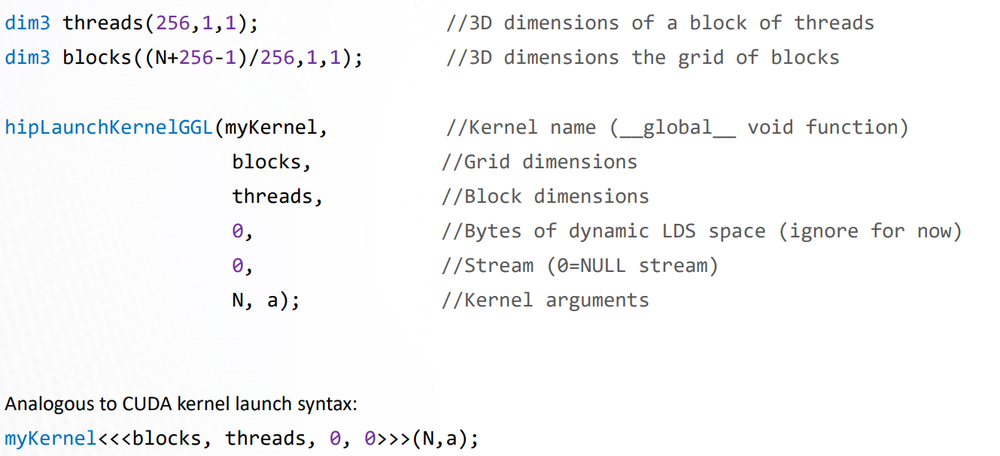 dim3 threads(256,1,1); //3D dimensions of a block of threads
dim3 blocks((N+256-1)/256,1,1); //3D dimensions the grid of blocks
hipLaunchKernelGGL(myKernel, //Kernel name (__global__ void function)
blocks, //Grid dimensions
threads, //Block dimensions
0, //Bytes of dynamic LDS space (ignore for now)
0, //Stream (0=NULL stream)
N, a); //Kernel arguments
Analogous to CUDA kernel launch syntax:
myKernel<<<blocks, threads, 0, 0>>>(N,a);